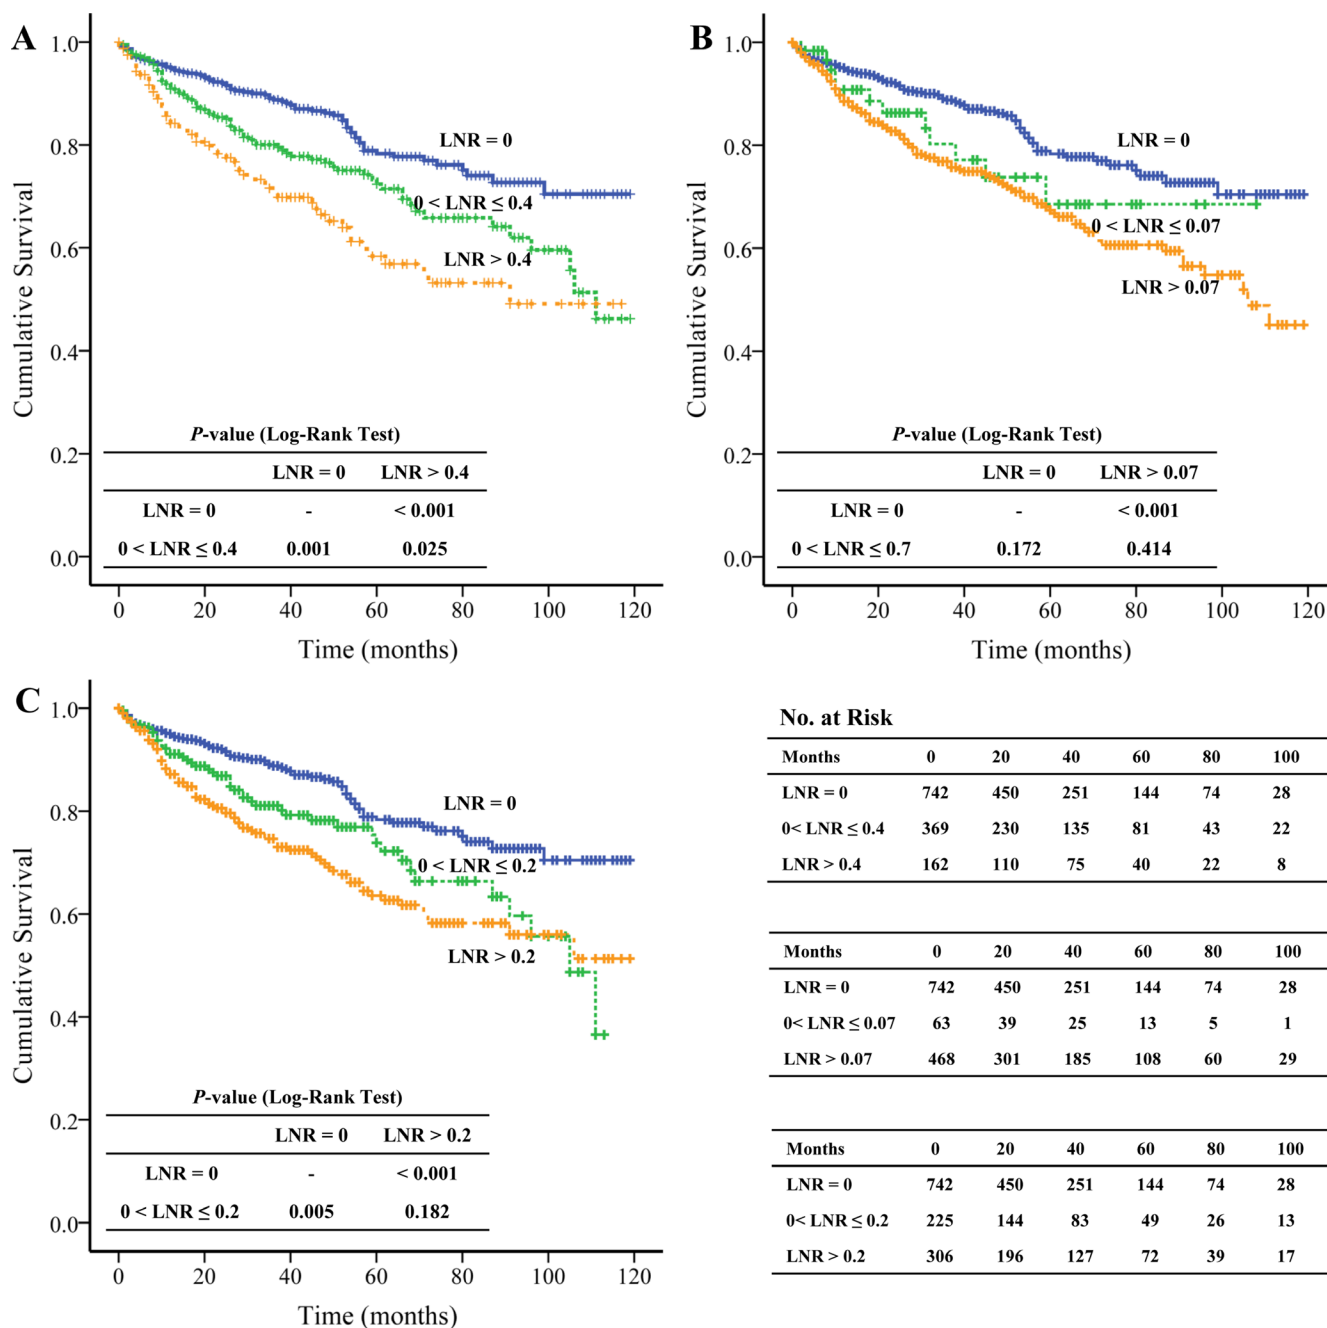 A
1.0
0.8
0.6
0.4
0.2
0.0
Cumulative Survival
LNR = 0
0 < LNR ≤ 0.4
LNR > 0.4
P-value (Log-Rank Test)
LNR = 0 LNR > 0.4
LNR = 0 - < 0.001
0 < LNR ≤ 0.4 0.001 0.025
0 20 40 60 80 100 120
Time (months)
B
1.0
0.8
0.6
0.4
0.2
0.0
Cumulative Survival
LNR = 0
0 < LNR ≤ 0.07
LNR > 0.07
P-value (Log-Rank Test)
LNR = 0 LNR > 0.07
LNR = 0 - < 0.001
0 < LNR ≤ 0.7 0.172 0.414
0 20 40 60 80 100 120
Time (months)
C
1.0
0.8
0.6
0.4
0.2
0.0
Cumulative Survival
LNR = 0
0 < LNR ≤ 0.2
LNR > 0.2
P-value (Log-Rank Test)
LNR = 0 LNR > 0.2
LNR = 0 - < 0.001
0 < LNR ≤ 0.2 0.005 0.182
0 20 40 60 80 100 120
Time (months)
No. at Risk
Months 0 20 40 60 80 100
LNR = 0 742 450 251 144 74 28
0< LNR ≤ 0.4 369 230 135 81 43 22
LNR > 0.4 162 110 75 40 22 8
Months 0 20 40 60 80 100
LNR = 0 742 450 251 144 74 28
0< LNR ≤ 0.07 63 39 25 13 5 1
LNR > 0.07 468 301 185 108 60 29
Months 0 20 40 60 80 100
LNR = 0 742 450 251 144 74 28
0< LNR ≤ 0.2 225 144 83 49 26 13
LNR > 0.2 306 196 127 72 39 17